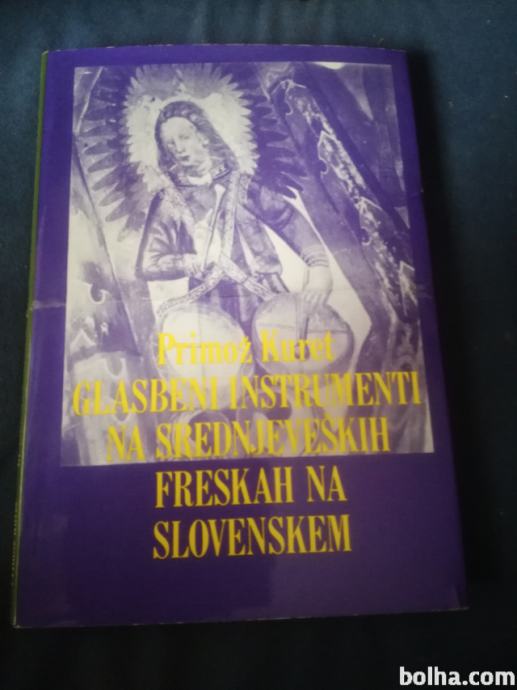 Primož Kuret
GLASBENI INSTRUMENTI
NA SREDNJEVEŠKIH
FRESKAH NA
SLOVENSKEM
bolha.com